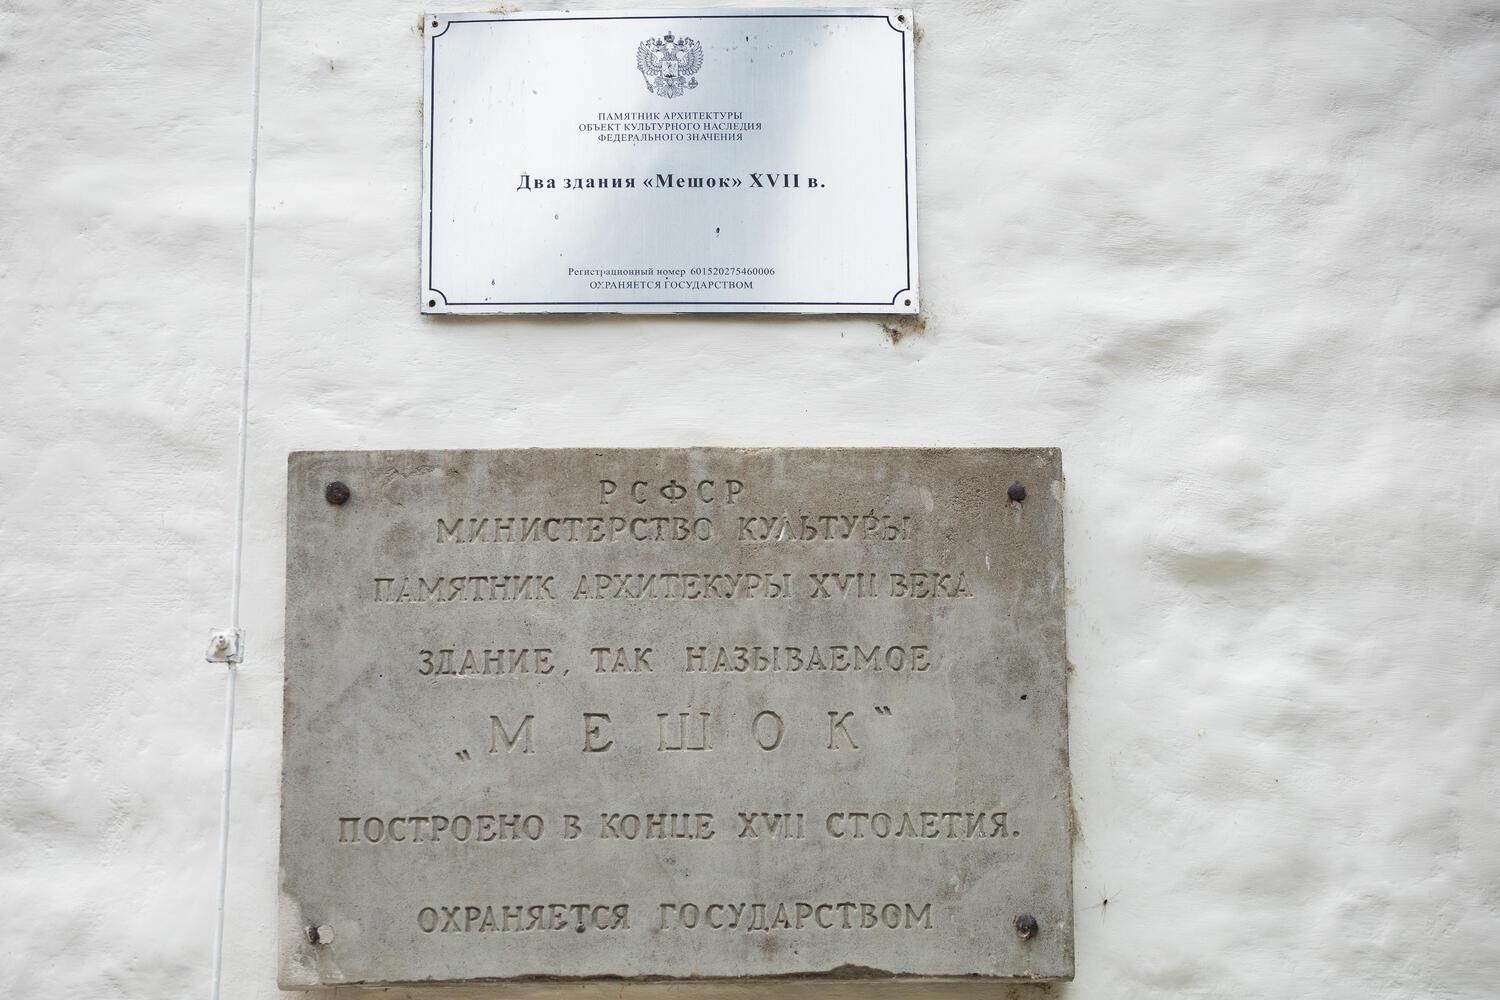 ПАМЯТНИК АРХИТЕКТУРЫ
ОБЪЕКТ КУЛЬТУРНОГО НАСЛЕДИЯ
ФЕДЕРАЛЬНОГО ЗНАЧЕНИЯ
Два здания «Мешок» XVII в.
Регистрационный номер 601520275460006
ОХРАНЯЕТСЯ ГОСУДАРСТВОМ
РСФСР
МИНИСТЕРСТВО КУЛЬТУРЫ
ПАМЯТНИК АРХИТЕКУРЫ XVII ВЕКА
ЗДАНИЕ, ТАК НАЗЫВАЕМОЕ
„МЕШОК“
ПОСТРОЕНО В КОНЦЕ XVII СТОЛЕТИЯ.
ОХРАНЯЕТСЯ ГОСУДАРСТВОМ